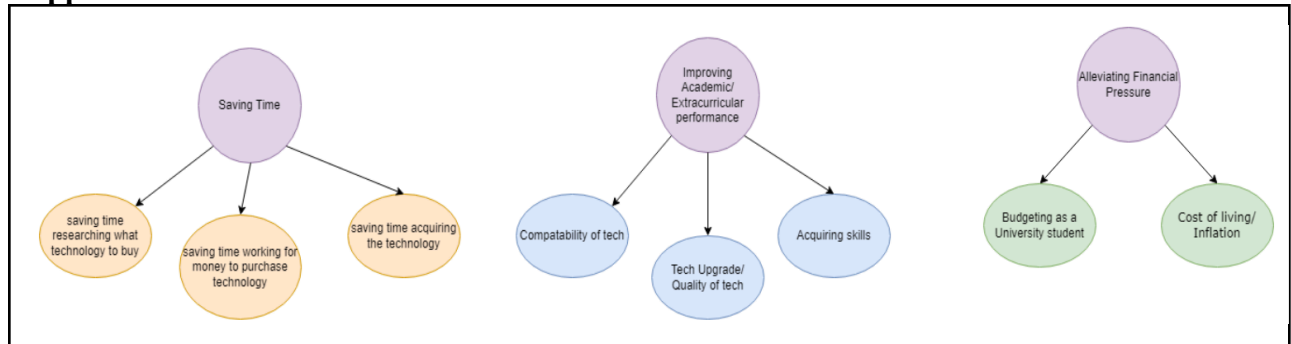 Saving Time
saving time
researching what
technology to buy
saving time working for
money to purchase
technology
saving time acquiring
the technology
Improving
Academic/
Extracurricular
performance
Compatability of tech
Tech Upgrade/
Quality of tech
Acquiring skills
Alleviating Financial
Pressure
Budgeting as a
University student
Cost of living/
Inflation